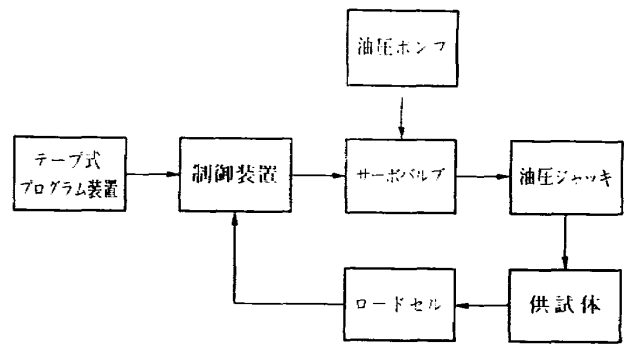 油圧ポンプ
テープ式
プログラム装置
制御装置
サーボバルブ
油圧ジャッキ
ロードセル
供試体